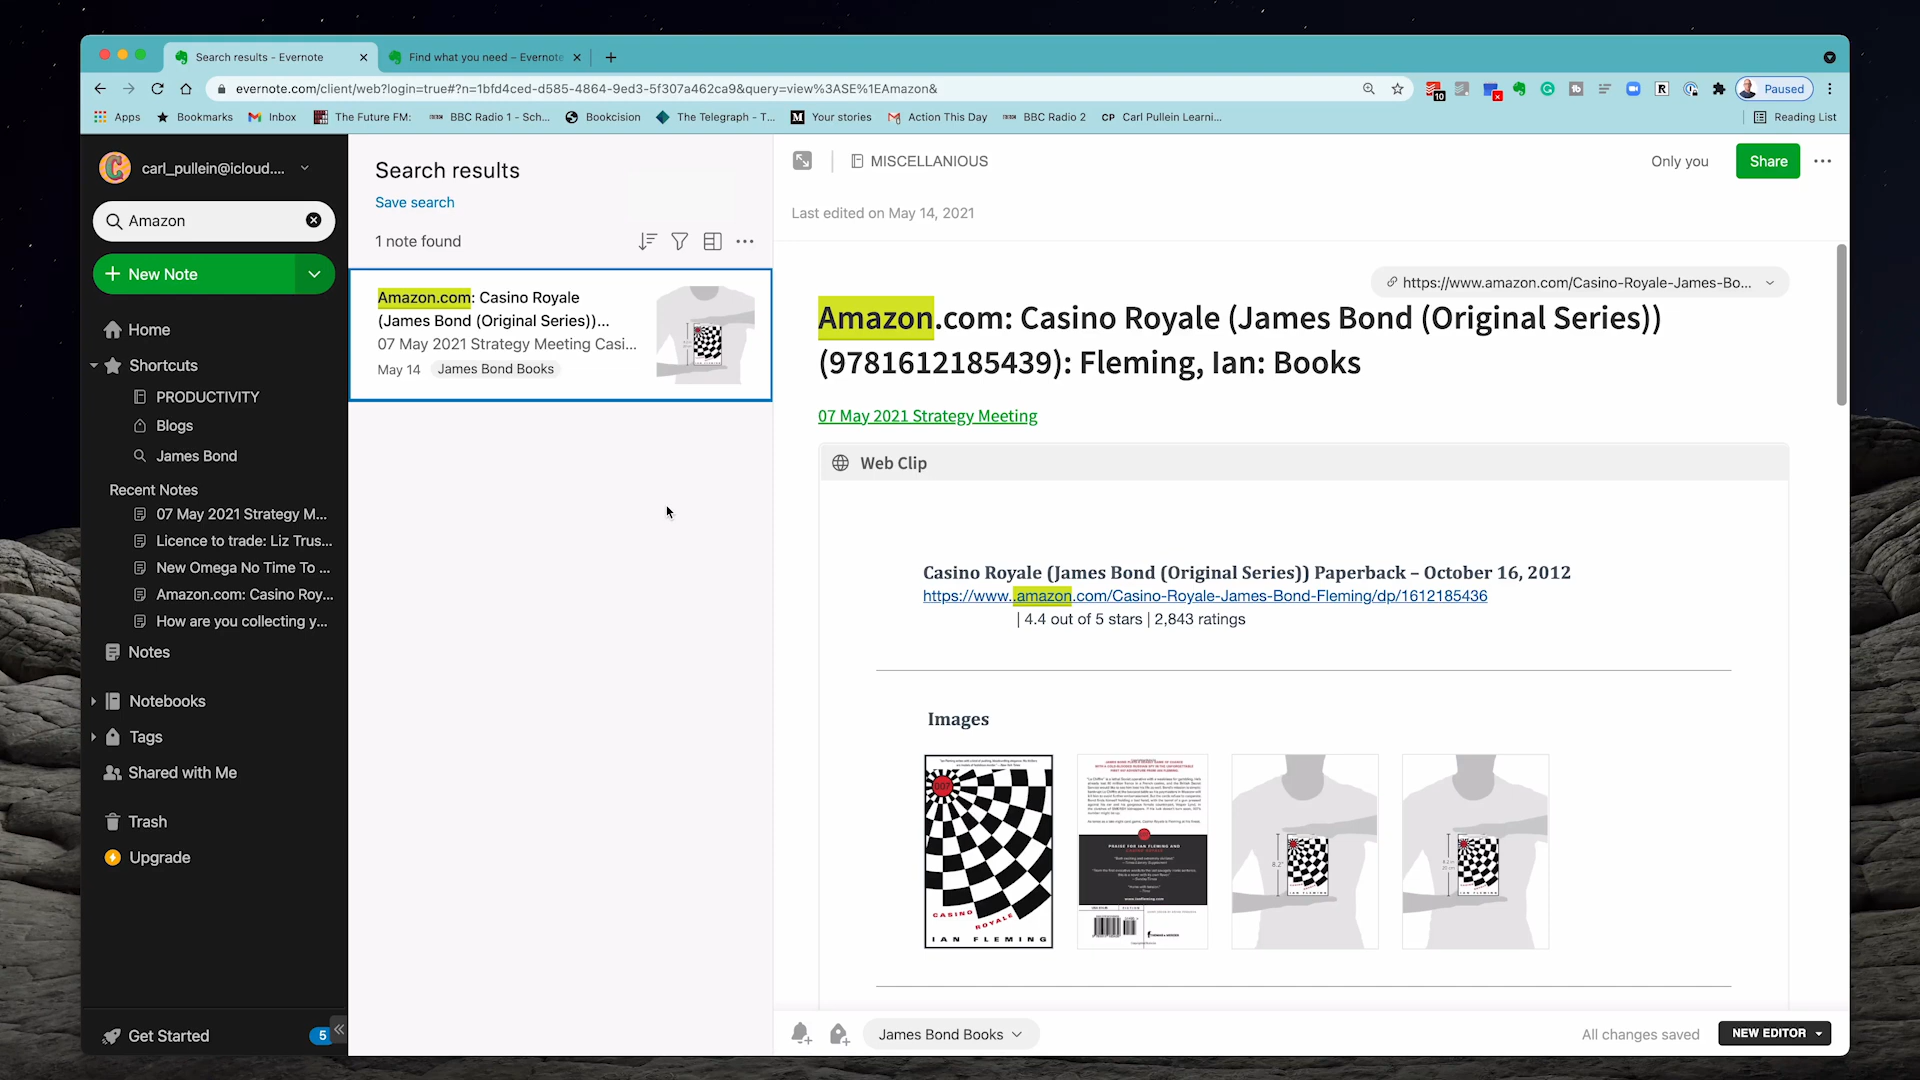 Search results - Evernote
Find what you need – Evernote
evernote.com/client/web?login=true#?n=1bfd4ced-d585-4864-9ed3-5f307a462ca9&query=view%3ASE%1EAmazon&
10
Paused
Apps
Bookmarks
Inbox
The Future FM:
BBC Radio 1 - Sch...
Bookcision
The Telegraph - T...
Your stories
Action This Day
BBC Radio 2
CP Carl Pullein Learni...
Reading List
carl_pullein@icloud....
Amazon
New Note
Home
Shortcuts
PRODUCTIVITY
Blogs
James Bond
Recent Notes
07 May 2021 Strategy M...
Licence to trade: Liz Trus...
New Omega No Time To ...
Amazon.com: Casino Roy...
How are you collecting y...
Notes
Notebooks
Tags
Shared with Me
Trash
Upgrade
Get Started
5
Search results
Save search
1 note found
Amazon.com: Casino Royale
(James Bond (Original Series))...
07 May 2021 Strategy Meeting Casi...
May 14 James Bond Books
MISCELLANIOUS
Only you
Share
Last edited on May 14, 2021
https://www.amazon.com/Casino-Royale-James-Bo...
Amazon.com: Casino Royale (James Bond (Original Series))
(9781612185439): Fleming, Ian: Books
07 May 2021 Strategy Meeting
Web Clip
Casino Royale (James Bond (Original Series)) Paperback – October 16, 2012
https://www..amazon.com/Casino-Royale-James-Bond-Fleming/dp/1612185436
| 4.4 out of 5 stars | 2,843 ratings
Images
007
CASINO
ROYALE
IAN FLEMING
PRAISE FOR IAN FLEMING AND
8.2"
James Bond Books
All changes saved
NEW EDITOR